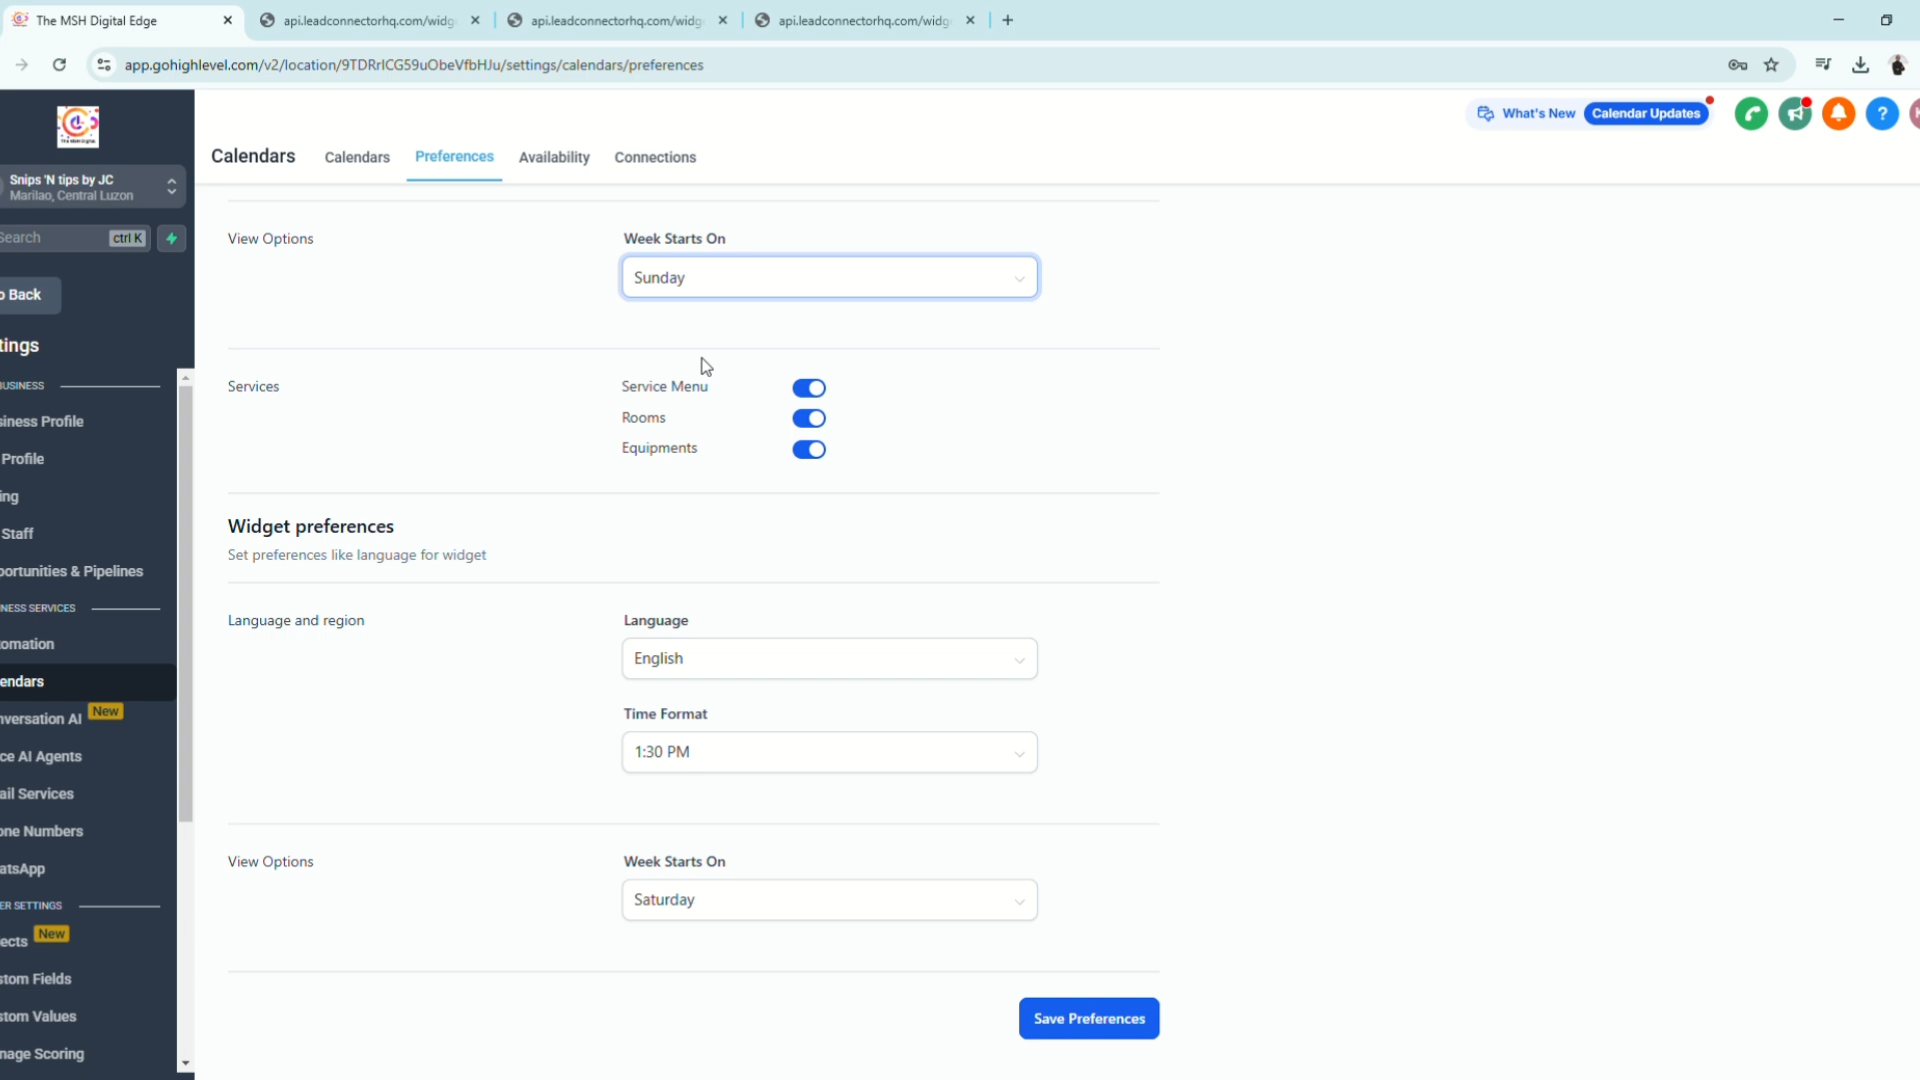 The MSH Digital Edge
api.leadconnectorhq.com/widg
api.leadconnectorhq.com/widg
api.leadconnectorhq.com/widg
app.gohighlevel.com/v2/location/9TDRrICG59uObeVfbHJu/settings/calendars/preferences
What's New
Calendar Updates
Calendars
Calendars
Preferences
Availability
Connections
Snips 'N tips by JC
Marilao, Central Luzon
Search
ctrl K
o Back
tings
BUSINESS
siness Profile
Profile
ing
Staff
portunities & Pipelines
NESS SERVICES
omation
endars
nversation AI
New
ce AI Agents
ail Services
one Numbers
atsApp
ER SETTINGS
ects
New
stom Fields
stom Values
nage Scoring
View Options
Week Starts On
Sunday
Services
Service Menu
Rooms
Equipments
Widget preferences
Set preferences like language for widget
Language and region
Language
English
Time Format
1:30 PM
View Options
Week Starts On
Saturday
Save Preferences